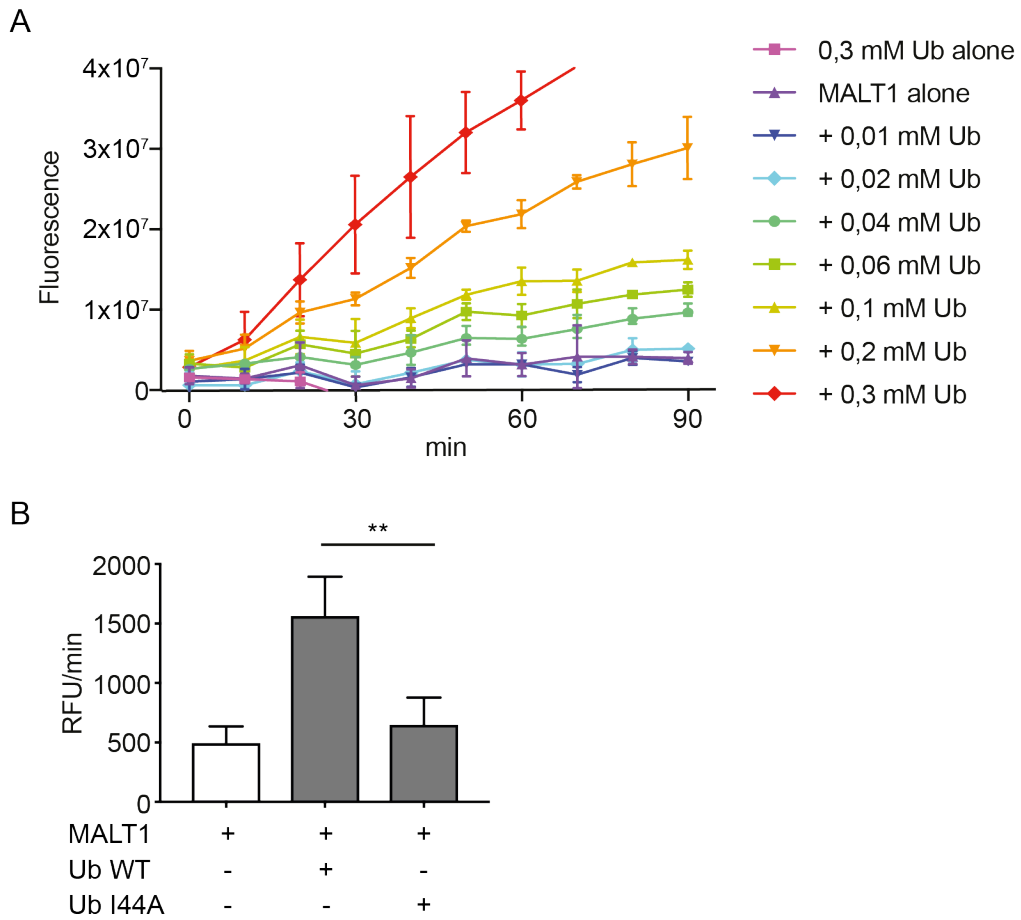 A
4x10⁷
3x10⁷
2x10⁷
1x10⁷
0
Fluorescence
0 30 60 90
min
0,3 mM Ub alone
MALT1 alone
+ 0,01 mM Ub
+ 0,02 mM Ub
+ 0,04 mM Ub
+ 0,06 mM Ub
+ 0,1 mM Ub
+ 0,2 mM Ub
+ 0,3 mM Ub
B
**
2000
1500
1000
500
0
RFU/min
MALT1 + + +
Ub WT - + -
Ub I44A - - +